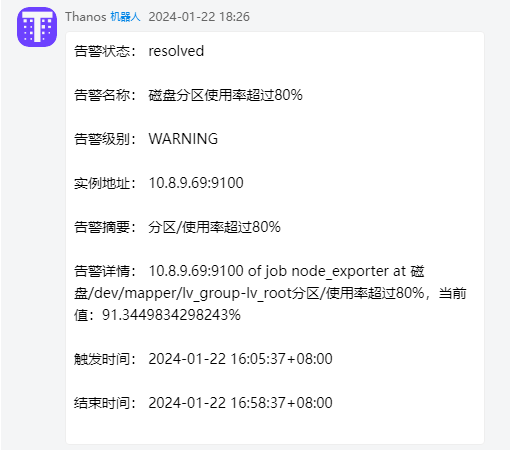 Thanos 机器人 2024-01-22 18:26
告警状态： resolved
告警名称： 磁盘分区使用率超过80%
告警级别： WARNING
实例地址： 10.8.9.69:9100
告警摘要： 分区/使用率超过80%
告警详情： 10.8.9.69:9100 of job node_exporter at 磁
盘/dev/mapper/lv_group-lv_root分区/使用率超过80%，当前
值：91.3449834298243%
触发时间： 2024-01-22 16:05:37+08:00
结束时间： 2024-01-22 16:58:37+08:00